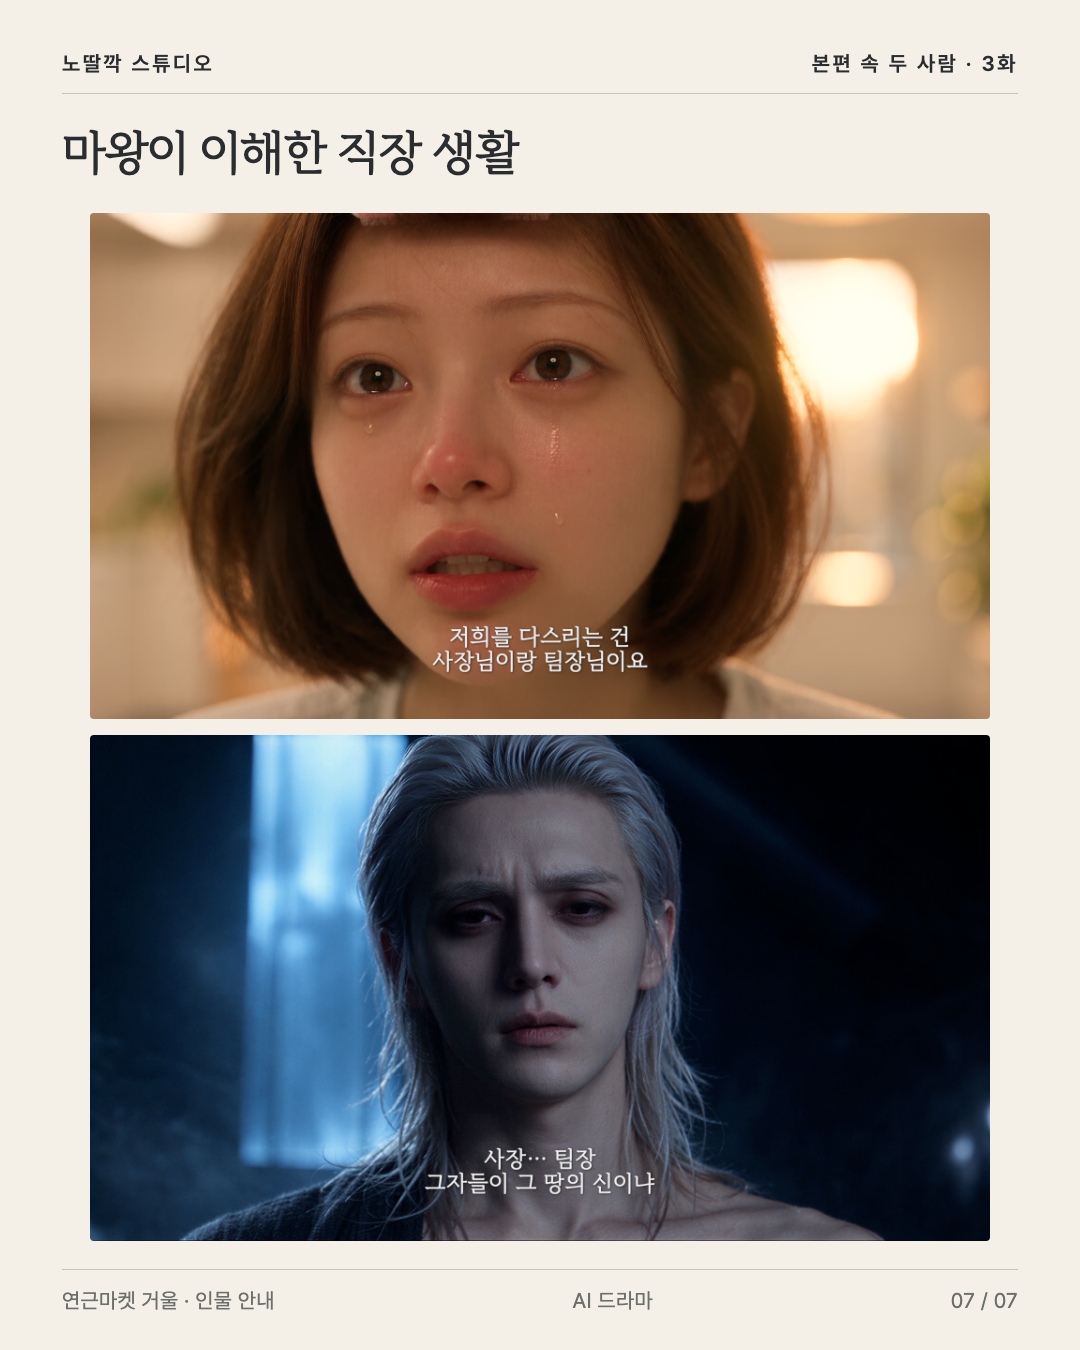 노딸깍 스튜디오
본편 속 두 사람 · 3화
마왕이 이해한 직장 생활
저희를 다스리는 건
사장님이랑 팀장님이요
사장… 팀장
그자들이 그 땅의 신이냐
연근마켓 거울 · 인물 안내
AI 드라마
07 / 07